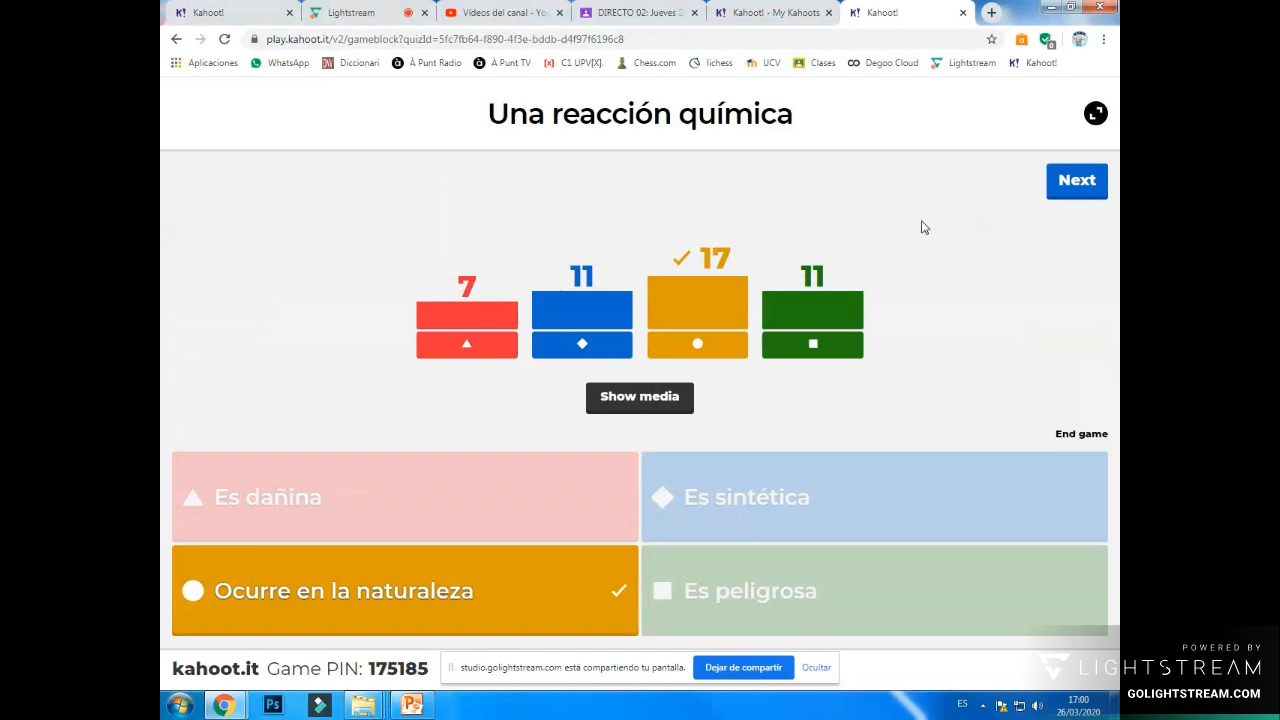 Kahoot!
Lightstream
Vídeos del canal - Yo
DIRECTO 02: Jueves 2
Kahoot! - My Kahoots
Kahoot!
play.kahoot.it/v2/gameblock?quizId=5fc7fb64-f890-4f3e-bddb-d4f97f6196c8
Aplicaciones
WhatsApp
Diccionari
À Punt Radio
À Punt TV
C1 UPV[X].
Chess.com
lichess
UCV
Clases
Degoo Cloud
Lightstream
Kahoot!
Una reacción química
Next
7
11
17
11
Show media
End game
Es dañina
Es sintética
Ocurre en la naturaleza
Es peligrosa
kahoot.it Game PIN: 175185
studio.golightstream.com está compartiendo tu pantalla.
Dejar de compartir
Ocultar
POWERED BY
LIGHTSTREAM
GOLIGHTSTREAM.COM
Ps
ES
17:00
26/03/2020